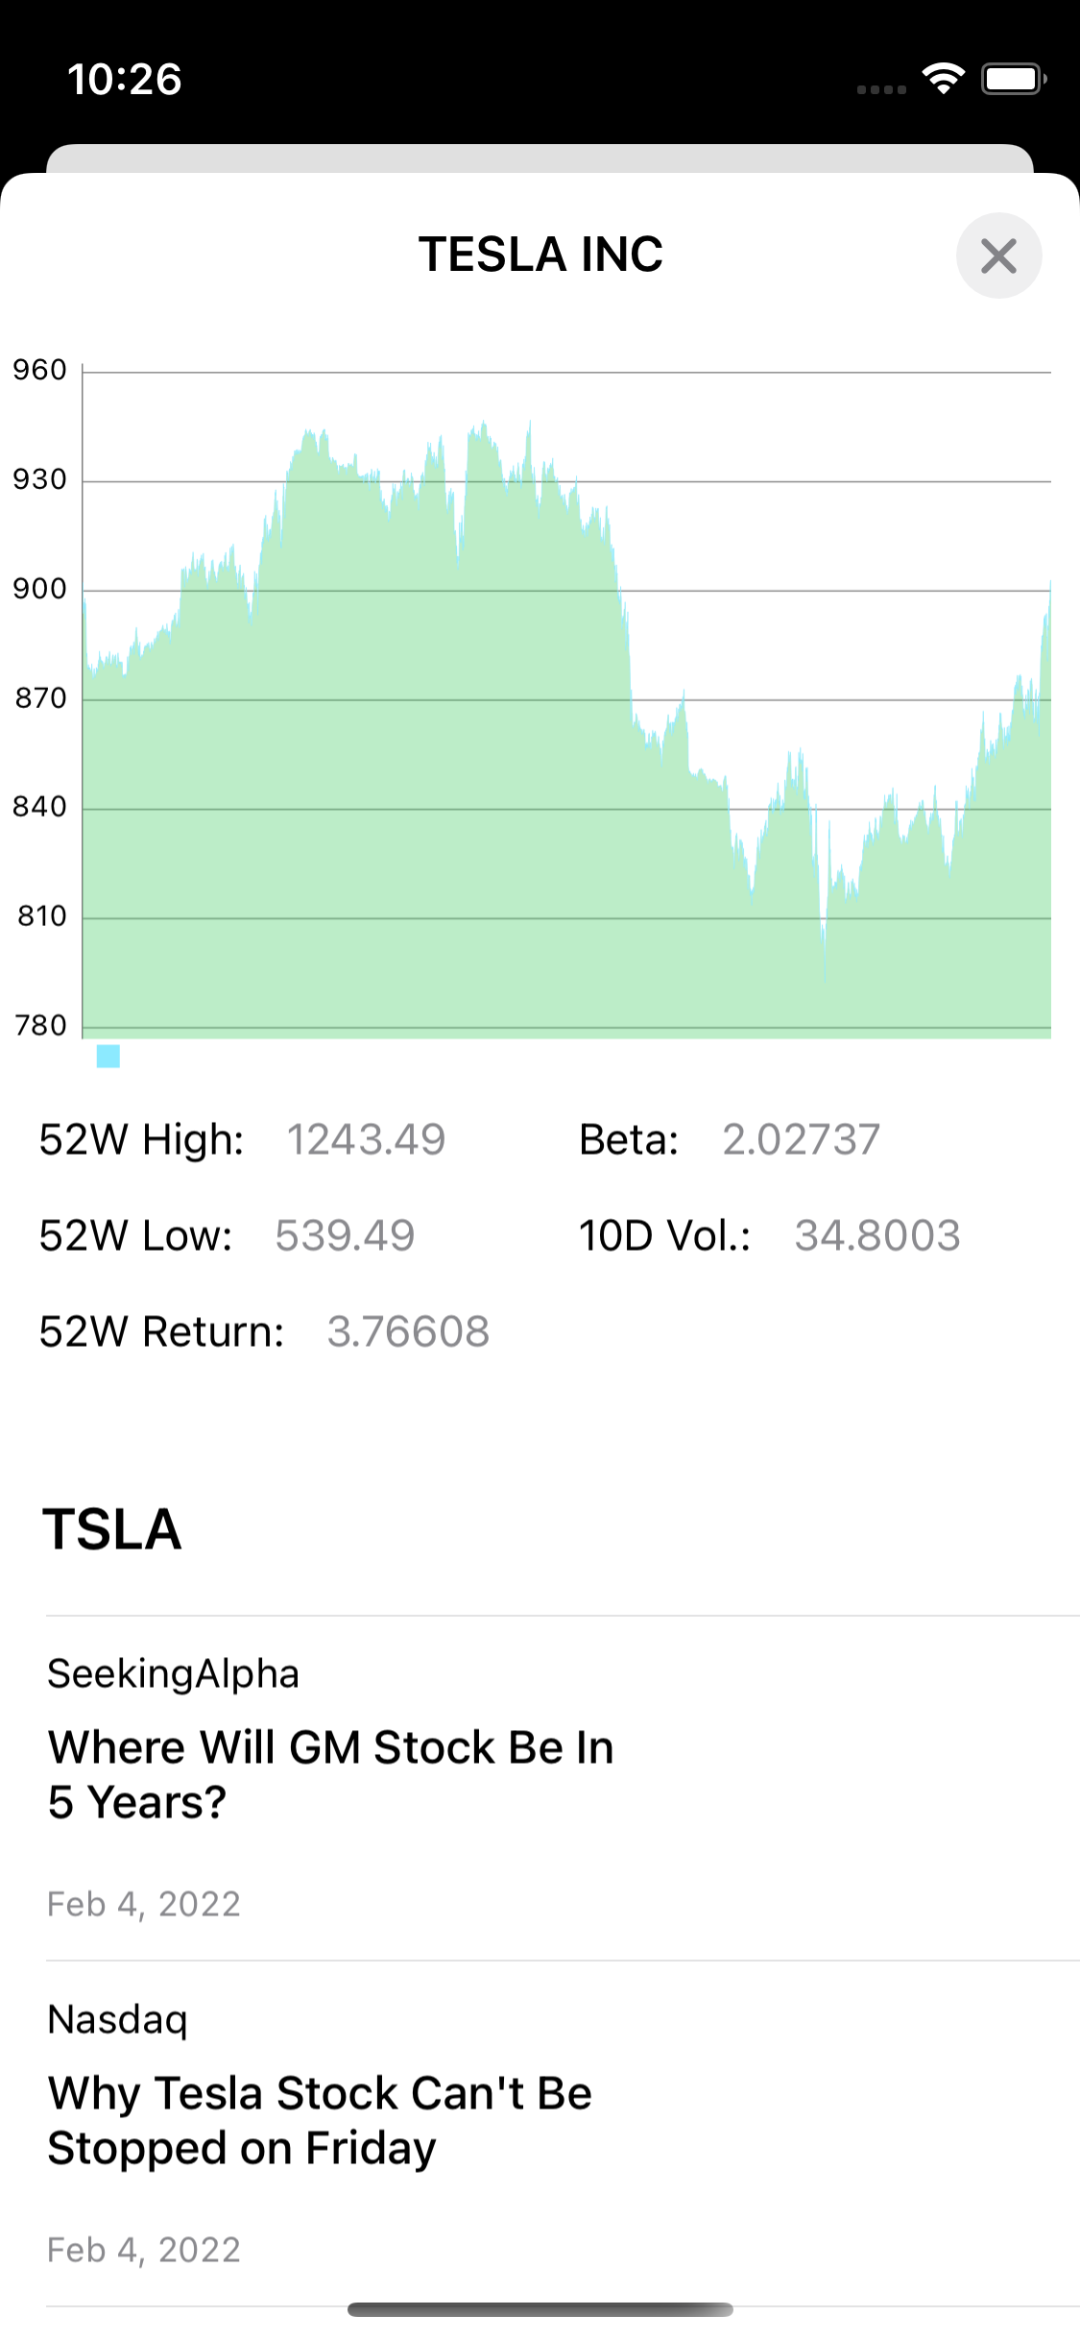 10:26
TESLA INC
960
930
900
870
840
810
780
52W High: 1243.49 Beta: 2.02737
52W Low: 539.49 10D Vol.: 34.8003
52W Return: 3.76608
TSLA
SeekingAlpha
Where Will GM Stock Be In
5 Years?
Feb 4, 2022
Nasdaq
Why Tesla Stock Can't Be
Stopped on Friday
Feb 4, 2022